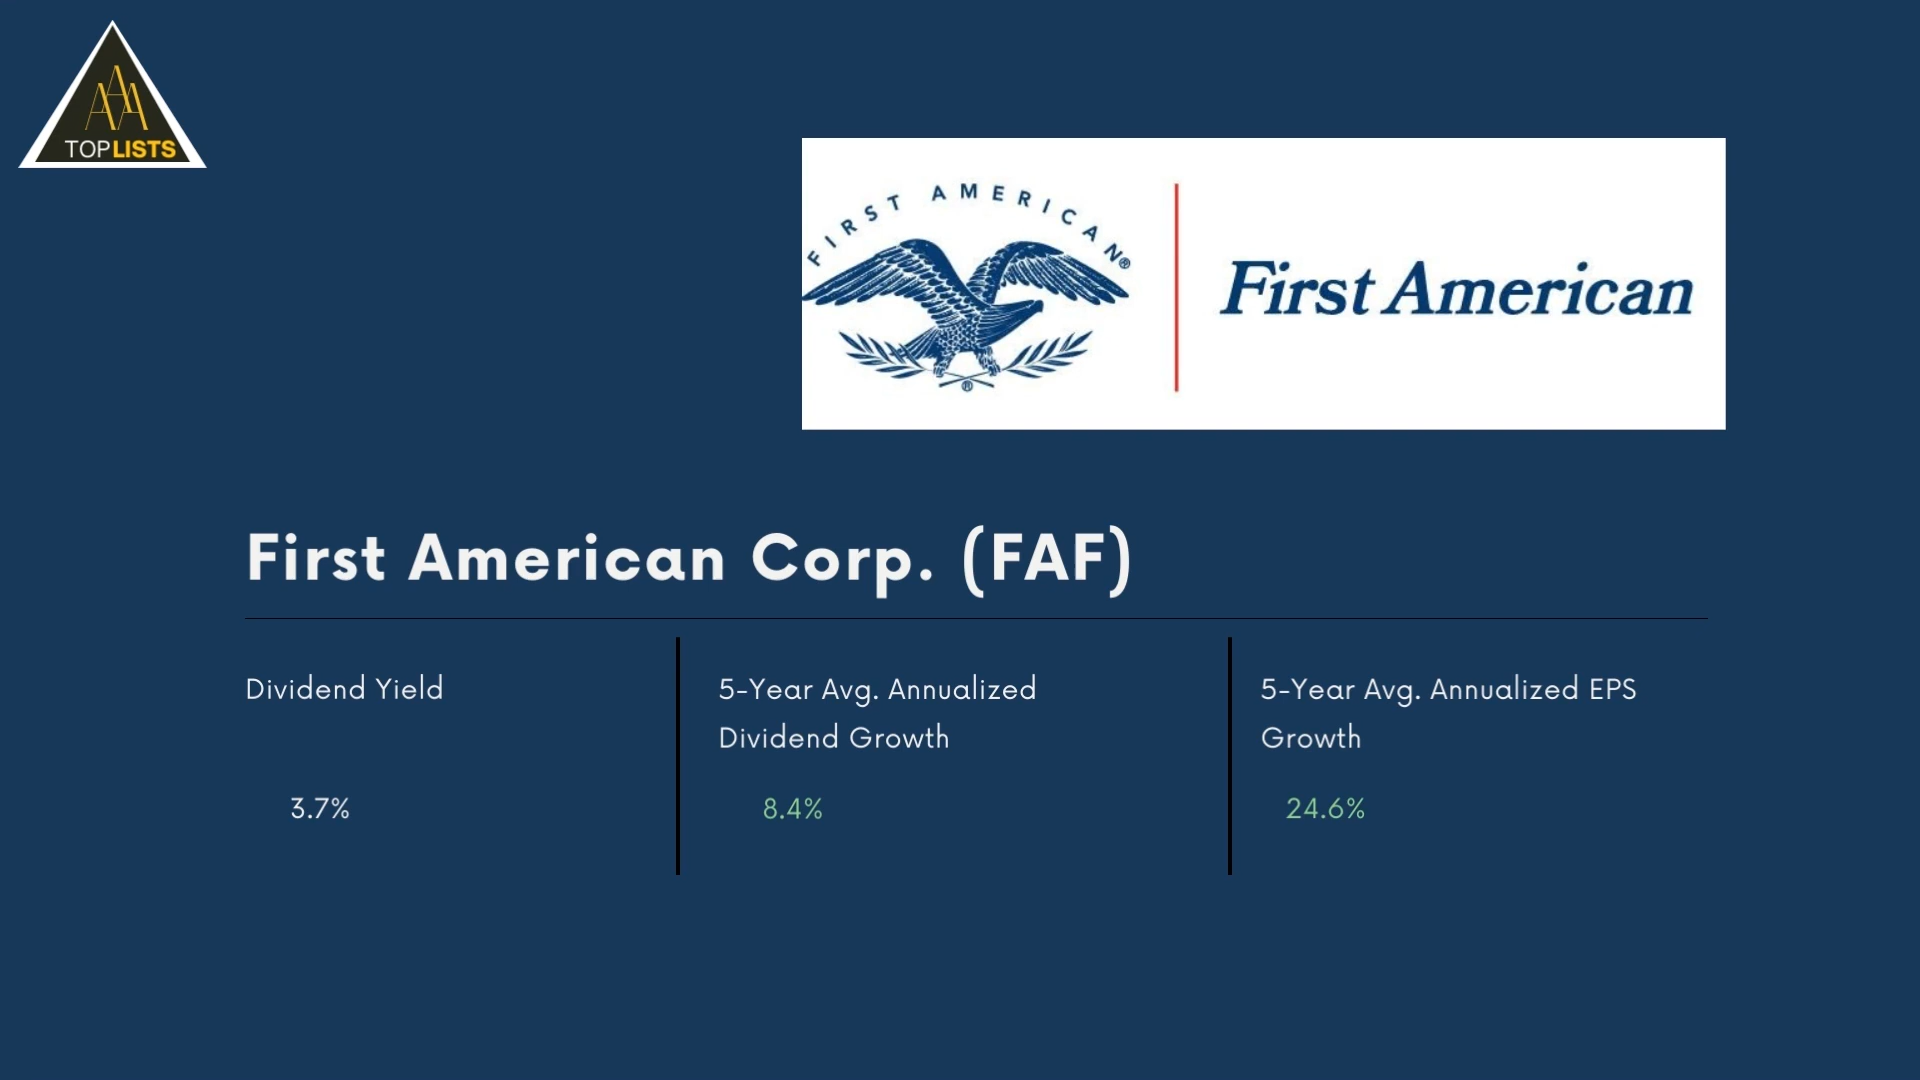 AAA
TOPLISTS
FIRST AMERICAN®
®
First American
First American Corp. (FAF)
Dividend Yield
3.7%
5-Year Avg. Annualized
Dividend Growth
8.4%
5-Year Avg. Annualized EPS
Growth
24.6%